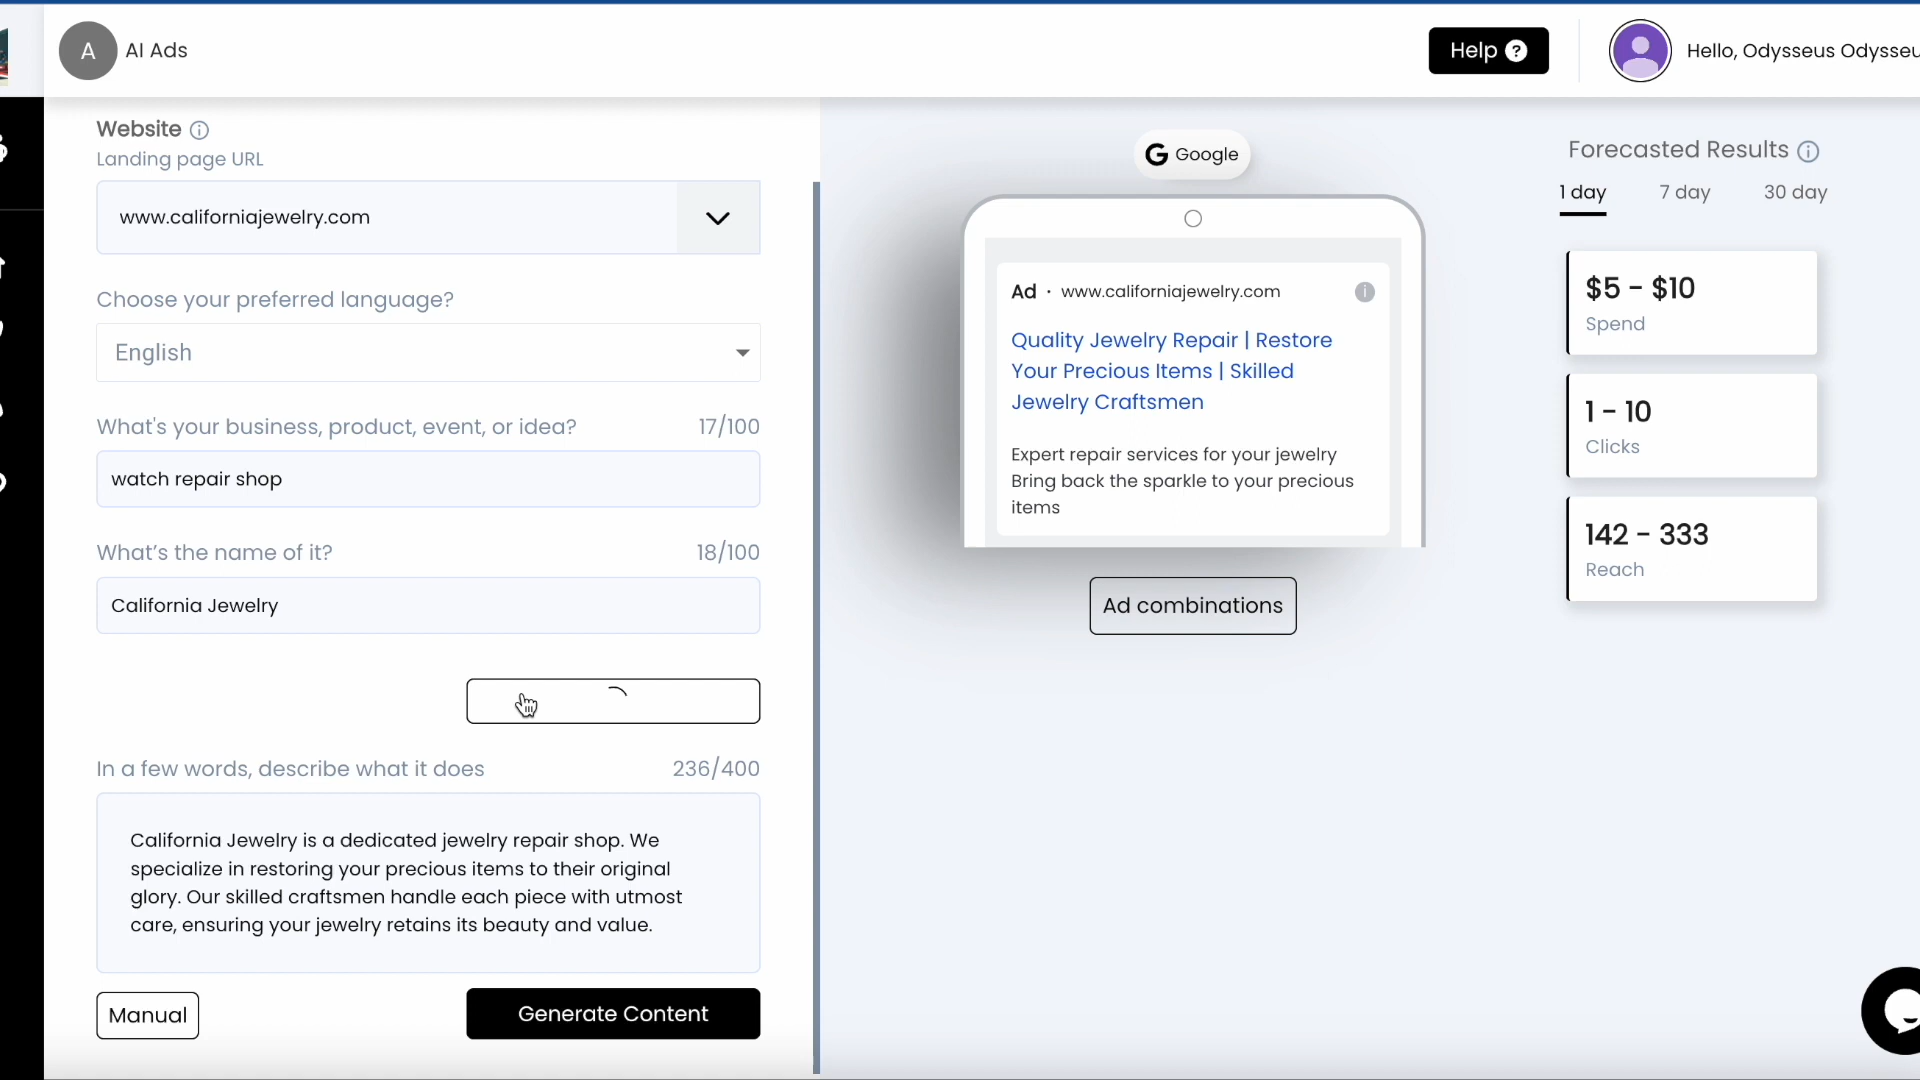 A AI Ads
Help ?
Hello, Odysseus Odysseu
Website
Landing page URL
www.californiajewelry.com
Choose your preferred language?
English
What's your business, product, event, or idea? 17/100
watch repair shop
What's the name of it? 18/100
California Jewelry
In a few words, describe what it does 236/400
California Jewelry is a dedicated jewelry repair shop. We
specialize in restoring your precious items to their original
glory. Our skilled craftsmen handle each piece with utmost
care, ensuring your jewelry retains its beauty and value.
Manual
Generate Content
G Google
Ad · www.californiajewelry.com
Quality Jewelry Repair | Restore
Your Precious Items | Skilled
Jewelry Craftsmen
Expert repair services for your jewelry
Bring back the sparkle to your precious
items
Ad combinations
Forecasted Results
1 day 7 day 30 day
$5 - $10
Spend
1 - 10
Clicks
142 - 333
Reach